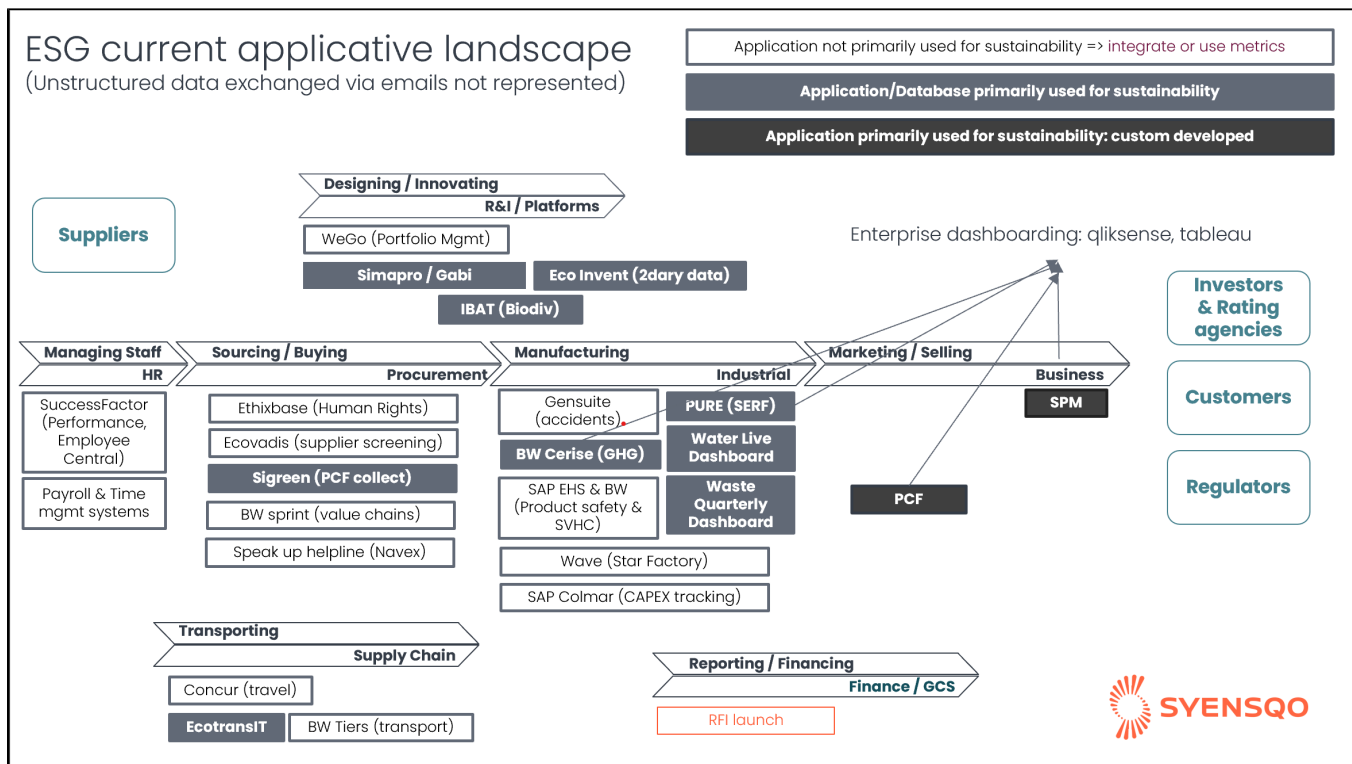 ESG current applicative landscape
(Unstructured data exchanged via emails not represented)
Application not primarily used for sustainability => integrate or use metrics
Application/Database primarily used for sustainability
Application primarily used for sustainability: custom developed
Suppliers
Designing / Innovating
R&I / Platforms
WeGo (Portfolio Mgmt)
Simapro / Gabi
Eco Invent (2dary data)
IBAT (Biodiv)
Enterprise dashboarding: qliksense, tableau
Investors
& Rating
agencies
Customers
Regulators
Managing Staff
HR
SuccessFactor
(Performance,
Employee
Central)
Payroll & Time
mgmt systems
Sourcing / Buying
Procurement
Ethixbase (Human Rights)
Ecovadis (supplier screening)
Sigreen (PCF collect)
BW sprint (value chains)
Speak up helpline (Navex)
Manufacturing
Industrial
Gensuite
(accidents)
PURE (SERF)
BW Cerise (GHG)
Water Live
Dashboard
SAP EHS & BW
(Product safety &
SVHC)
Waste
Quarterly
Dashboard
Wave (Star Factory)
SAP Colmar (CAPEX tracking)
Marketing / Selling
Business
SPM
PCF
Transporting
Supply Chain
Concur (travel)
EcotransIT
BW Tiers (transport)
Reporting / Financing
Finance / GCS
RFI launch
SYENSQO